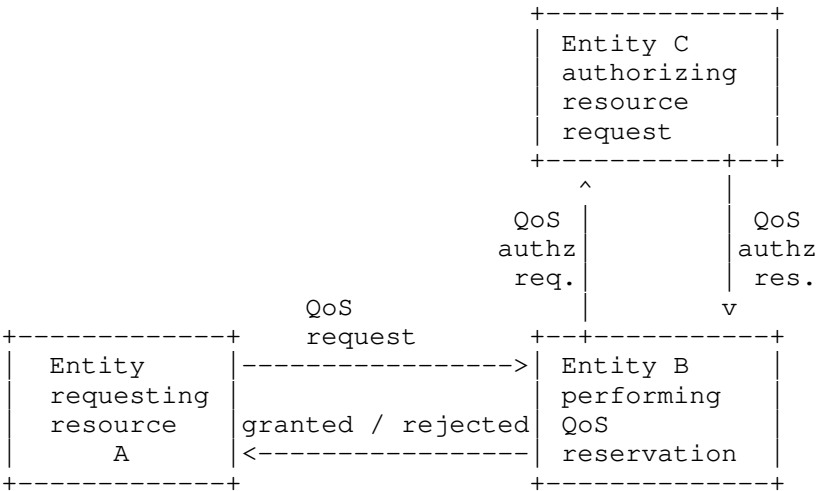 Entity C
authorizing
resource
request
QoS QoS
authz authz
req. res.
QoS
request
Entity Entity B
requesting performing
resource granted / rejected QoS
A reservation